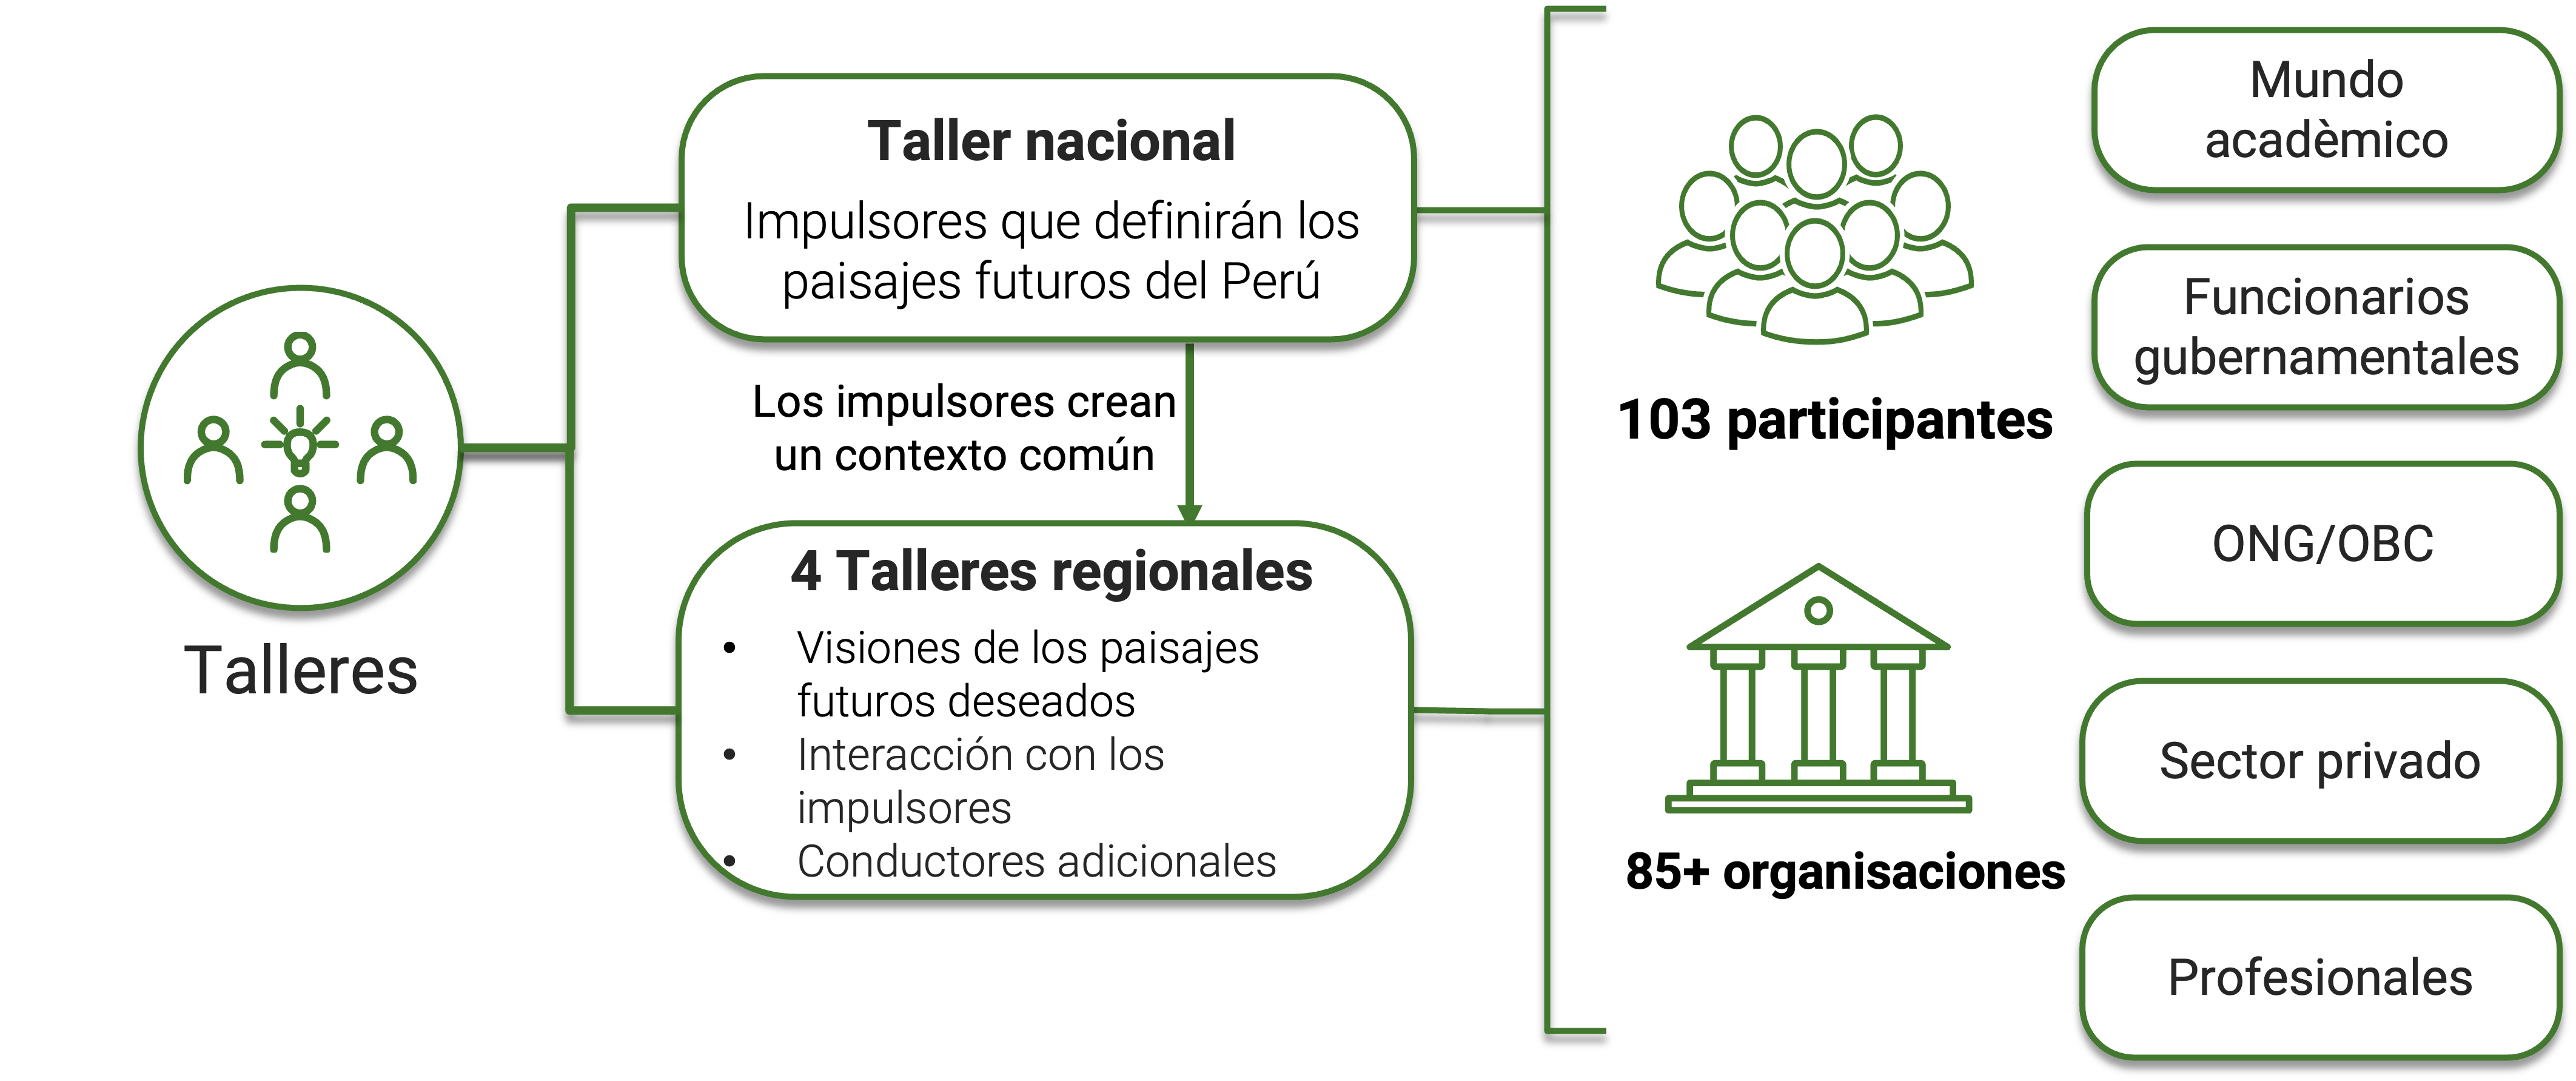 Talleres
Taller nacional
Impulsores que definirán los
paisajes futuros del Perú
Los impulsores crean
un contexto común
4 Talleres regionales
• Visiones de los paisajes
futuros deseados
• Interacción con los
impulsores
• Conductores adicionales
103 participantes
85+ organisaciones
Mundo
acadèmico
Funcionarios
gubernamentales
ONG/OBC
Sector privado
Profesionales